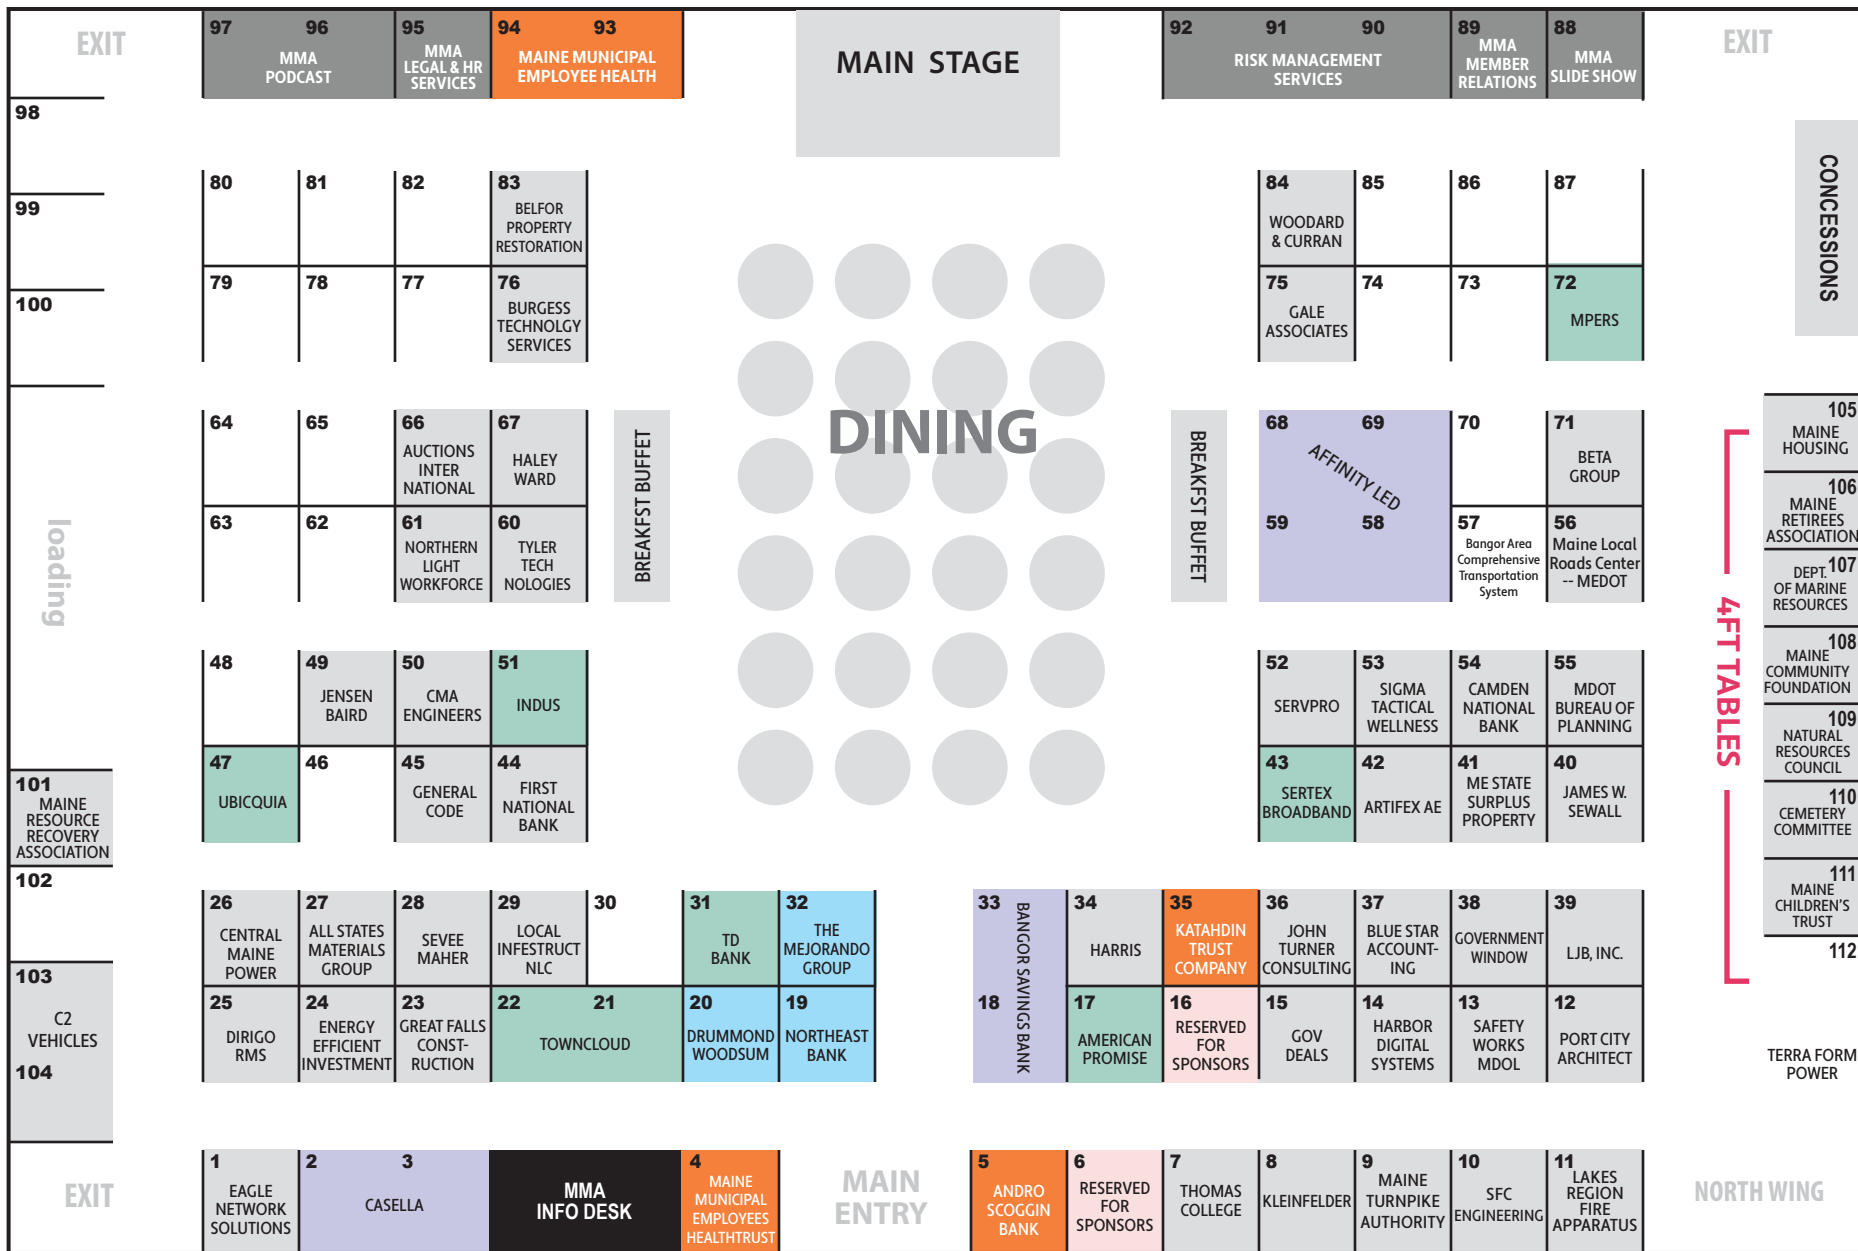 EXIT
97 96
MMA
PODCAST
95
MMA
LEGAL & HR
SERVICES
94 93
MAINE MUNICIPAL
EMPLOYEE HEALTH
MAIN STAGE
92 91 90
RISK MANAGEMENT
SERVICES
89
MMA
MEMBER
RELATIONS
88
MMA
SLIDE SHOW
EXIT
98
99
100
loading
101
MAINE
RESOURCE
RECOVERY
ASSOCIATION
102
103
C2
VEHICLES
104
EXIT
80
81
82
83
BELFOR
PROPERTY
RESTORATION
79
78
77
76
BURGESS
TECHNOLGY
SERVICES
84
WOODARD
& CURRAN
85
86
87
75
GALE
ASSOCIATES
74
73
72
MPERS
CONCESSIONS
64
65
66
AUCTIONS
INTER
NATIONAL
67
HALEY
WARD
63
62
61
NORTHERN
LIGHT
WORKFORCE
60
TYLER
TECH
NOLOGIES
BREAKFST BUFFET
DINING
BREAKFST BUFFET
68 69
AFFINITY LED
59 58
70
71
BETA
GROUP
57
Bangor Area
Comprehensive
Transportation
System
56
Maine Local
Roads Center
-- MEDOT
48
49
JENSEN
BAIRD
50
CMA
ENGINEERS
51
INDUS
47
UBICQUIA
46
45
GENERAL
CODE
44
FIRST
NATIONAL
BANK
52
SERVPRO
53
SIGMA
TACTICAL
WELLNESS
54
CAMDEN
NATIONAL
BANK
55
MDOT
BUREAU OF
PLANNING
43
SERTEX
BROADBAND
42
ARTIFEX AE
41
ME STATE
SURPLUS
PROPERTY
40
JAMES W.
SEWALL
4FT TABLES
105
MAINE
HOUSING
106
MAINE
RETIREES
ASSOCIATION
107
DEPT.
OF MARINE
RESOURCES
108
MAINE
COMMUNITY
FOUNDATION
109
NATURAL
RESOURCES
COUNCIL
110
CEMETERY
COMMITTEE
111
MAINE
CHILDREN'S
TRUST
112
TERRA FORM
POWER
26
CENTRAL
MAINE
POWER
27
ALL STATES
MATERIALS
GROUP
28
SEVEE
MAHER
29
LOCAL
INFESTRUCT
NLC
30
31
TD
BANK
32
THE
MEJORANDO
GROUP
25
DIRIGO
RMS
24
ENERGY
EFFICIENT
INVESTMENT
23
GREAT FALLS
CONST-
RUCTION
22 21
TOWNCLOUD
20
DRUMMOND
WOODSUM
19
NORTHEAST
BANK
33
BANGOR SAVINGS BANK
18
34
HARRIS
35
KATAHDIN
TRUST
COMPANY
36
JOHN
TURNER
CONSULTING
37
BLUE STAR
ACCOUNT-
ING
38
GOVERNMENT
WINDOW
39
LJB, INC.
17
AMERICAN
PROMISE
16
RESERVED
FOR
SPONSORS
15
GOV
DEALS
14
HARBOR
DIGITAL
SYSTEMS
13
SAFETY
WORKS
MDOL
12
PORT CITY
ARCHITECT
1
EAGLE
NETWORK
SOLUTIONS
2 3
CASELLA
MMA
INFO DESK
4
MAINE
MUNICIPAL
EMPLOYEES
HEALTHTRUST
MAIN
ENTRY
5
ANDRO
SCOGGIN
BANK
6
RESERVED
FOR
SPONSORS
7
THOMAS
COLLEGE
8
KLEINFELDER
9
MAINE
TURNPIKE
AUTHORITY
10
SFC
ENGINEERING
11
LAKES
REGION
FIRE
APPARATUS
NORTH WING